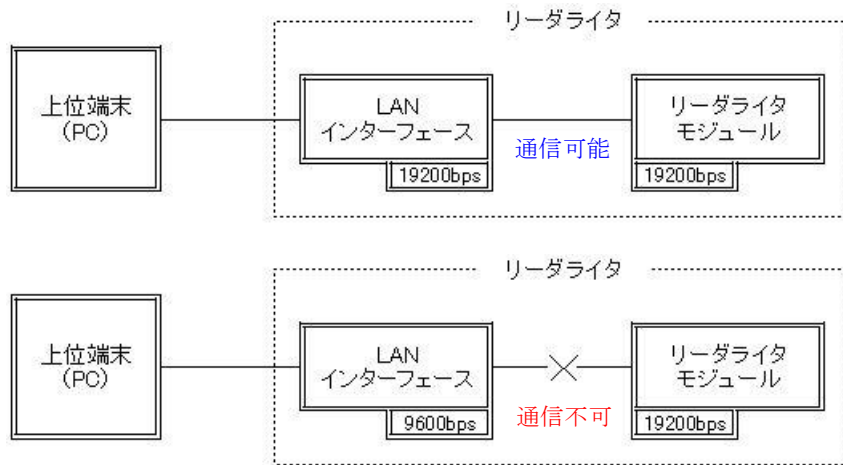 リーダライタ
上位端末
(PC)
LAN
インターフェース
19200bps
通信可能
リーダライタ
モジュール
19200bps
リーダライタ
上位端末
(PC)
LAN
インターフェース
9600bps
通信不可
リーダライタ
モジュール
19200bps